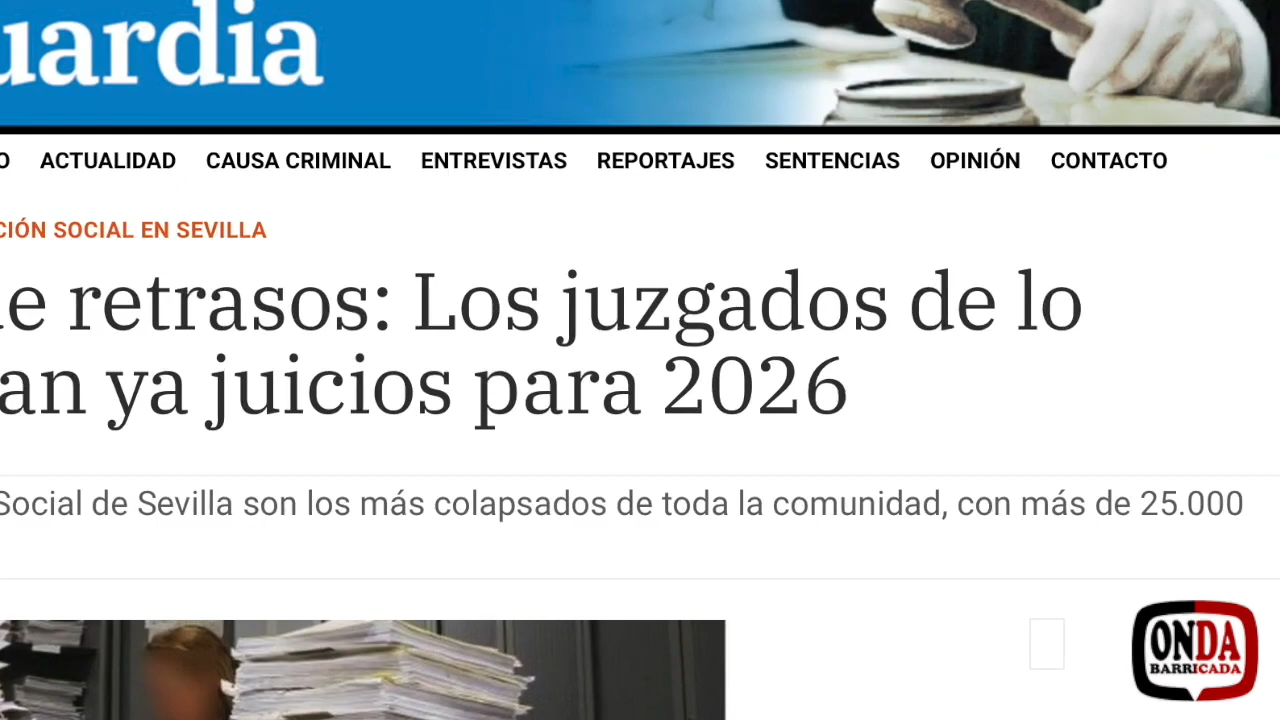 uardia
ACTUALIDAD CAUSA CRIMINAL ENTREVISTAS REPORTAJES SENTENCIAS OPINIÓN CONTACTO
CIÓN SOCIAL EN SEVILLA
e retrasos: Los juzgados de lo
an ya juicios para 2026
Social de Sevilla son los más colapsados de toda la comunidad, con más de 25.000
ONDA
BARRICADA